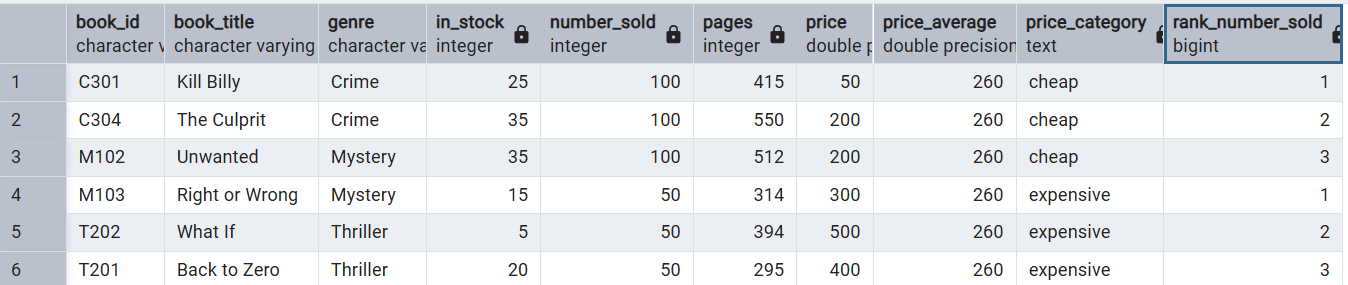 book_id book_title genre in_stock number_sold pages price price_average price_category rank_number_sold
character v character varying character va integer integer integer double p double precision text bigint
1 C301 Kill Billy Crime 25 100 415 50 260 cheap 1
2 C304 The Culprit Crime 35 100 550 200 260 cheap 2
3 M102 Unwanted Mystery 35 100 512 200 260 cheap 3
4 M103 Right or Wrong Mystery 15 50 314 300 260 expensive 1
5 T202 What If Thriller 5 50 394 500 260 expensive 2
6 T201 Back to Zero Thriller 20 50 295 400 260 expensive 3